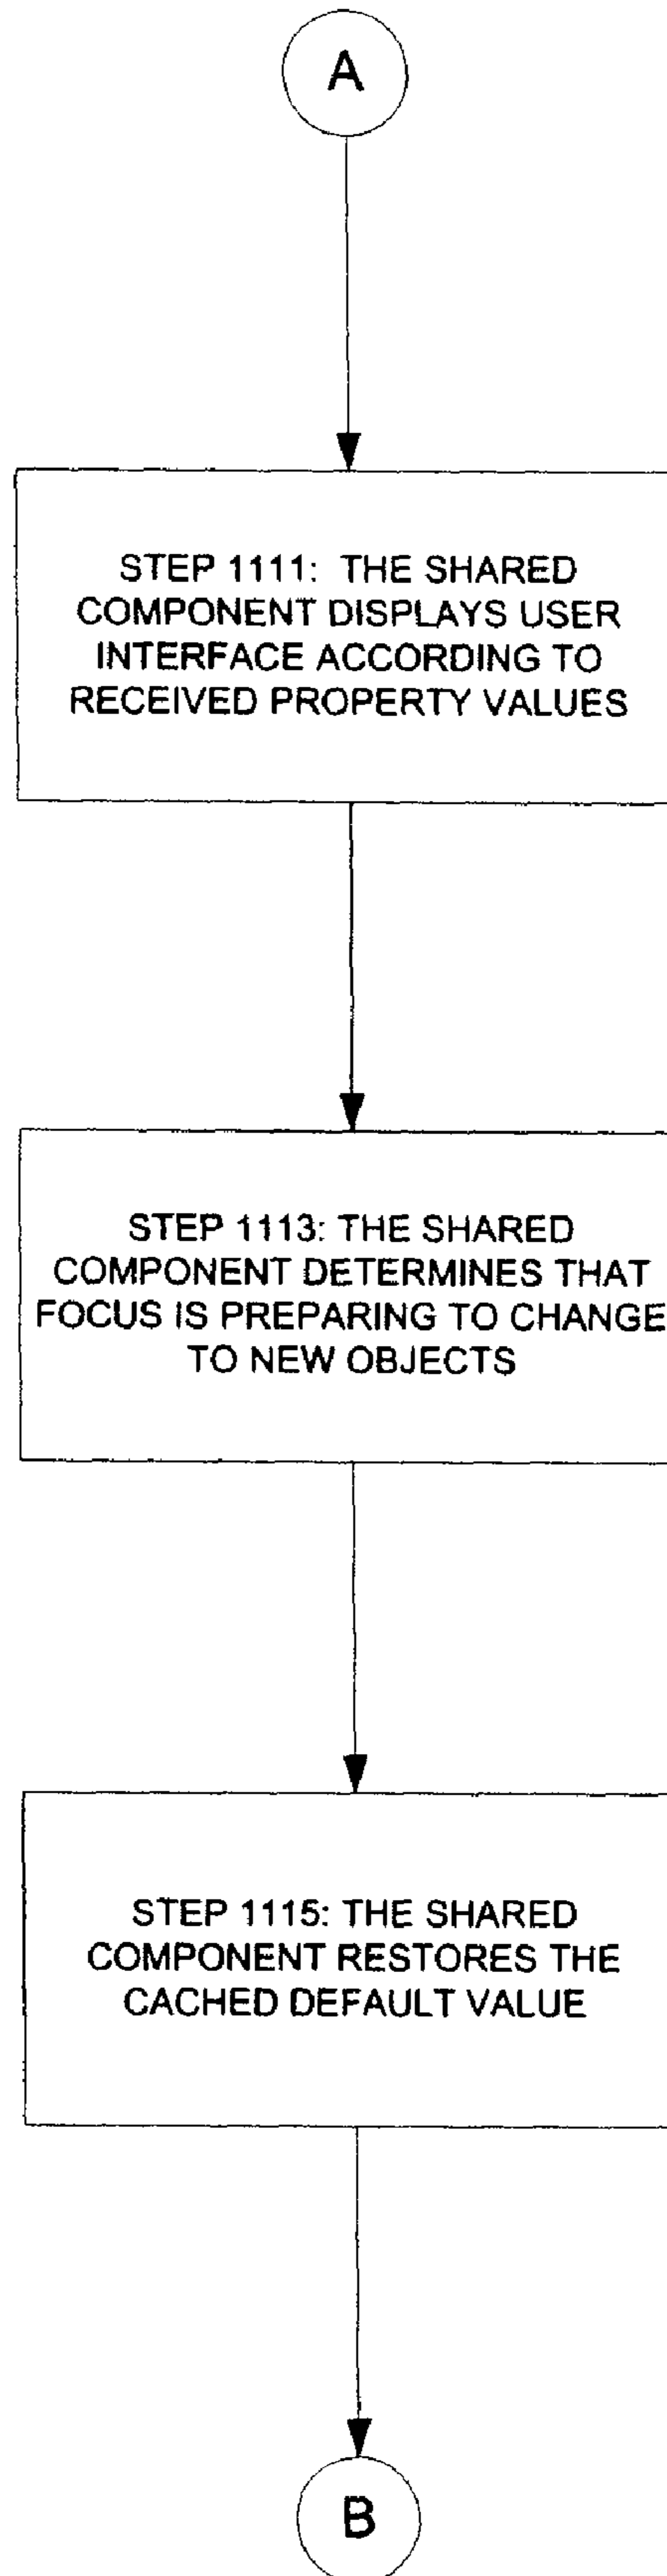 A
STEP 1111: THE SHARED
COMPONENT DISPLAYS USER
INTERFACE ACCORDING TO
RECEIVED PROPERTY VALUES
STEP 1113: THE SHARED
COMPONENT DETERMINES THAT
FOCUS IS PREPARING TO CHANGE
TO NEW OBJECTS
STEP 1115: THE SHARED
COMPONENT RESTORES THE
CACHED DEFAULT VALUE
B